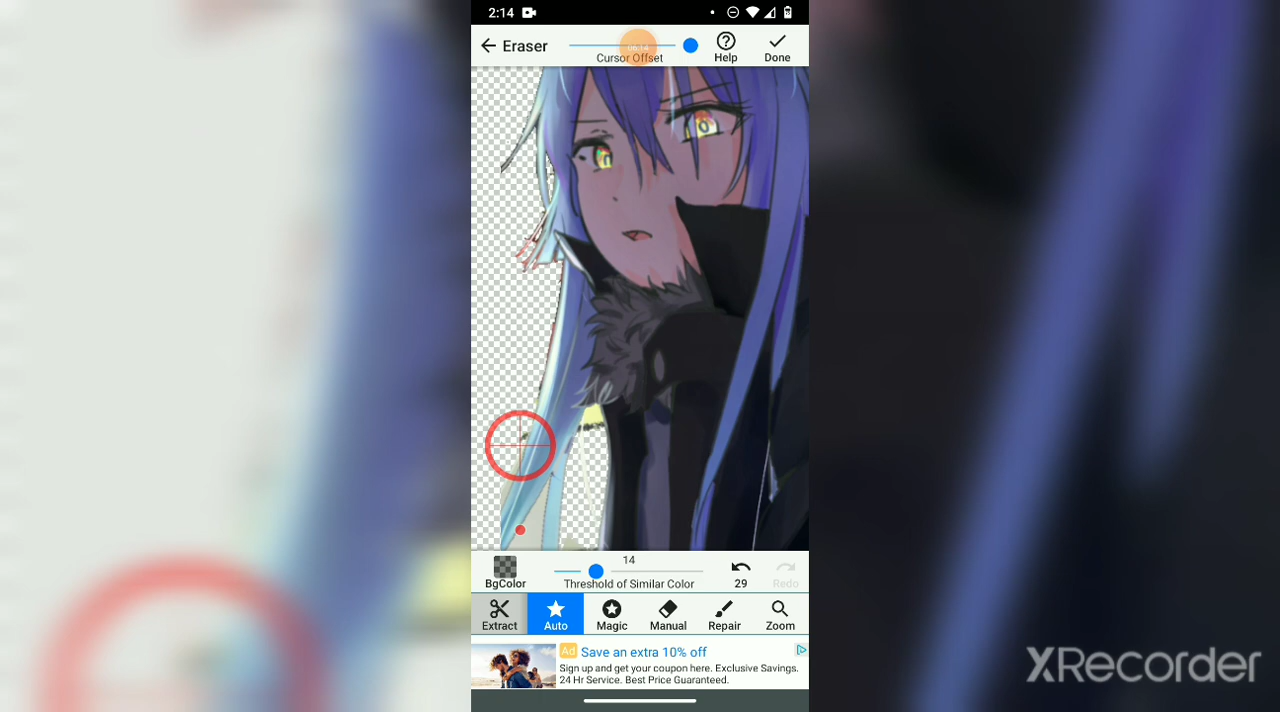 2:14
Eraser
06:14
Cursor Offset
Help
Done
14
BgColor
Threshold of Similar Color
29
Redo
Extract
Auto
Magic
Manual
Repair
Zoom
Ad Save an extra 10% off
Sign up and get your coupon here. Exclusive Savings.
24 Hr Service. Best Price Guaranteed.
XRecorder